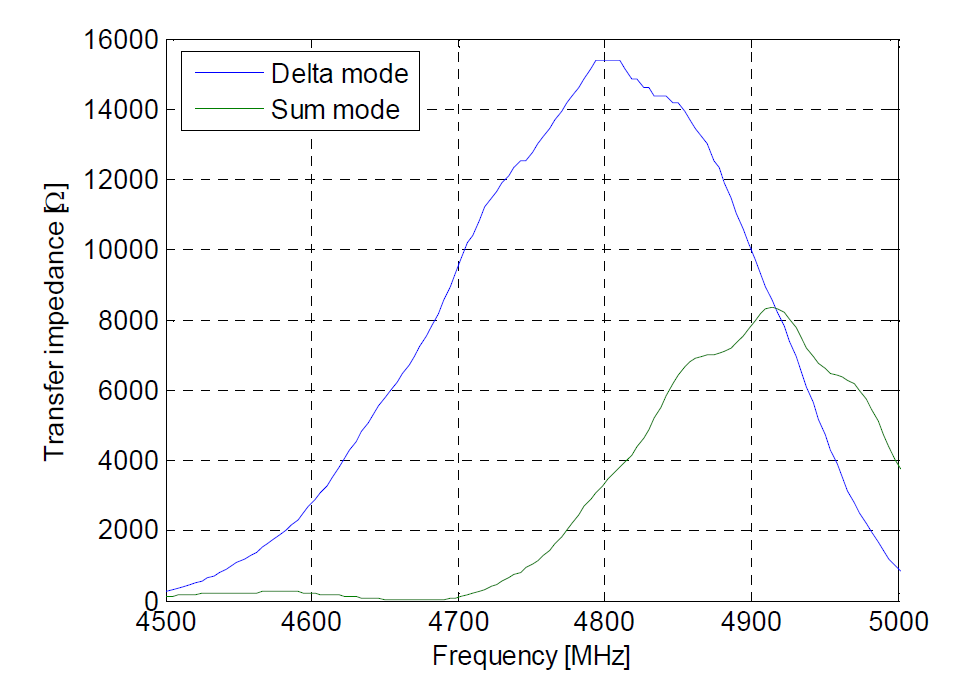 16000
14000
12000
10000
8000
6000
4000
2000
0
Transfer impedance [Ω]
Delta mode
Sum mode
4500 4600 4700 4800 4900 5000
Frequency [MHz]